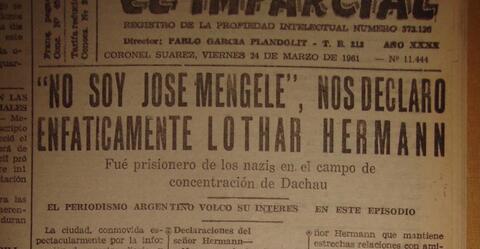 EL IMPARCIAL
REGISTRO DE LA PROPIEDAD INTELECTUAL NUMERO 373.126
Director: PABLO GARCIA PLANDOLIT - T. E. 212 AÑO XXXX
CORONEL SUAREZ, VIERNES 24 DE MARZO DE 1961 — Nº 11.444
"NO SOY JOSE MENGELE", NOS DECLARO
ENFATICAMENTE LOTHAR HERMANN
Fué prisionero de los nazis en el campo de
concentración de Dachau
EL PERIODISMO ARGENTINO VOLCO SU INTERES EN ESTE EPISODIO
La ciudad, conmovida es-
pectacularmente por la infor-
Declaraciones del
señor Hermann—
ñor Hermann que mantiene
estrechas relaciones con ami-